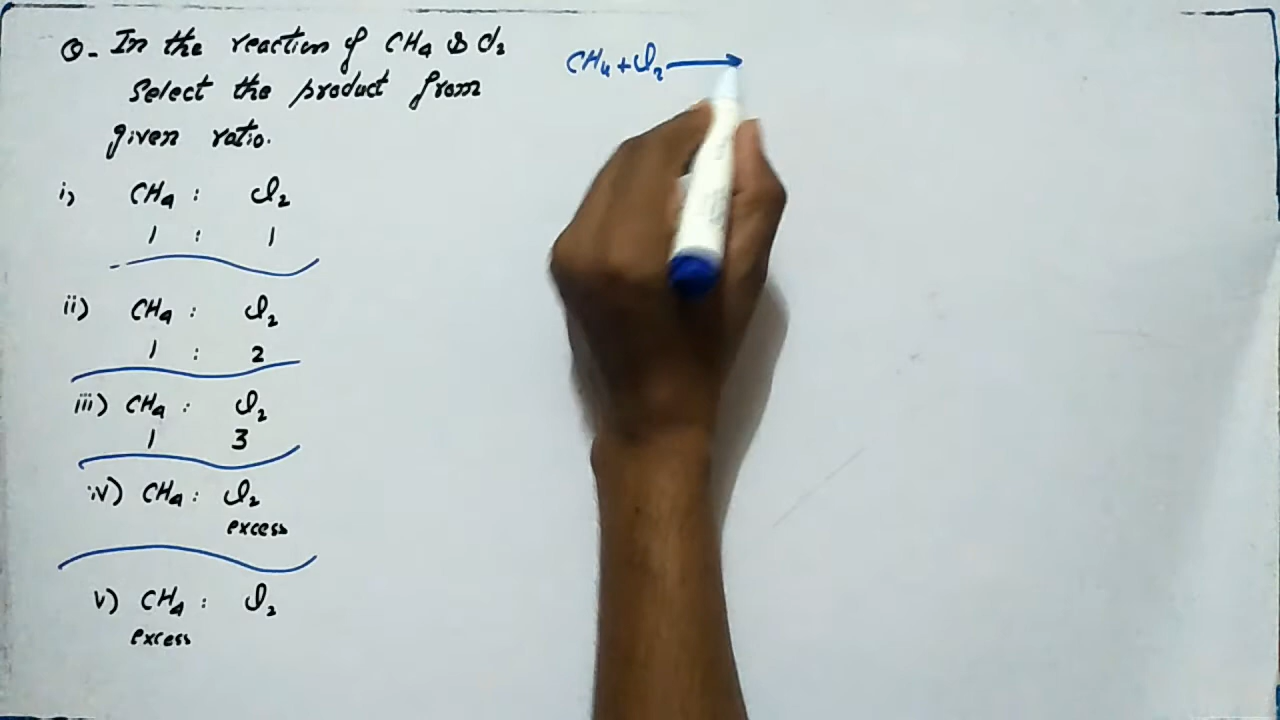 Q- In the reaction of CH4 & Cl2
Select the product from
given ratio.
i) CH4 : Cl2
1 : 1
ii) CH4 : Cl2
1 : 2
iii) CH4 : Cl2
1 3
iv) CH4 : Cl2
excess
v) CH4 : Cl2
excess
CH4 + Cl2 →